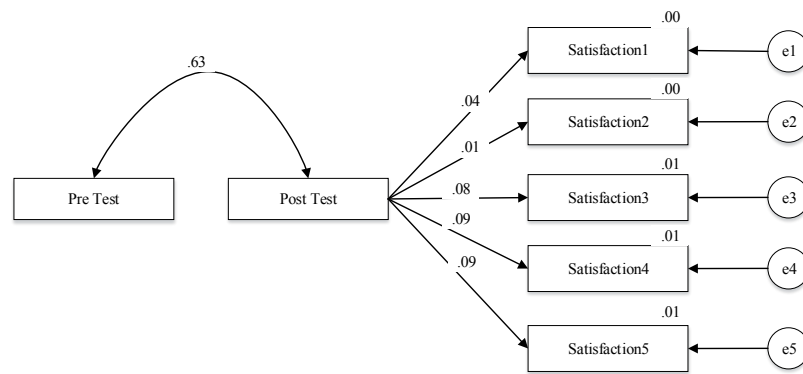 .00
Satisfaction1
e1
.63
.04
.00
Satisfaction2
e2
.01
.01
Pre Test
Post Test
.08
Satisfaction3
e3
.09
.01
Satisfaction4
e4
.09
.01
Satisfaction5
e5